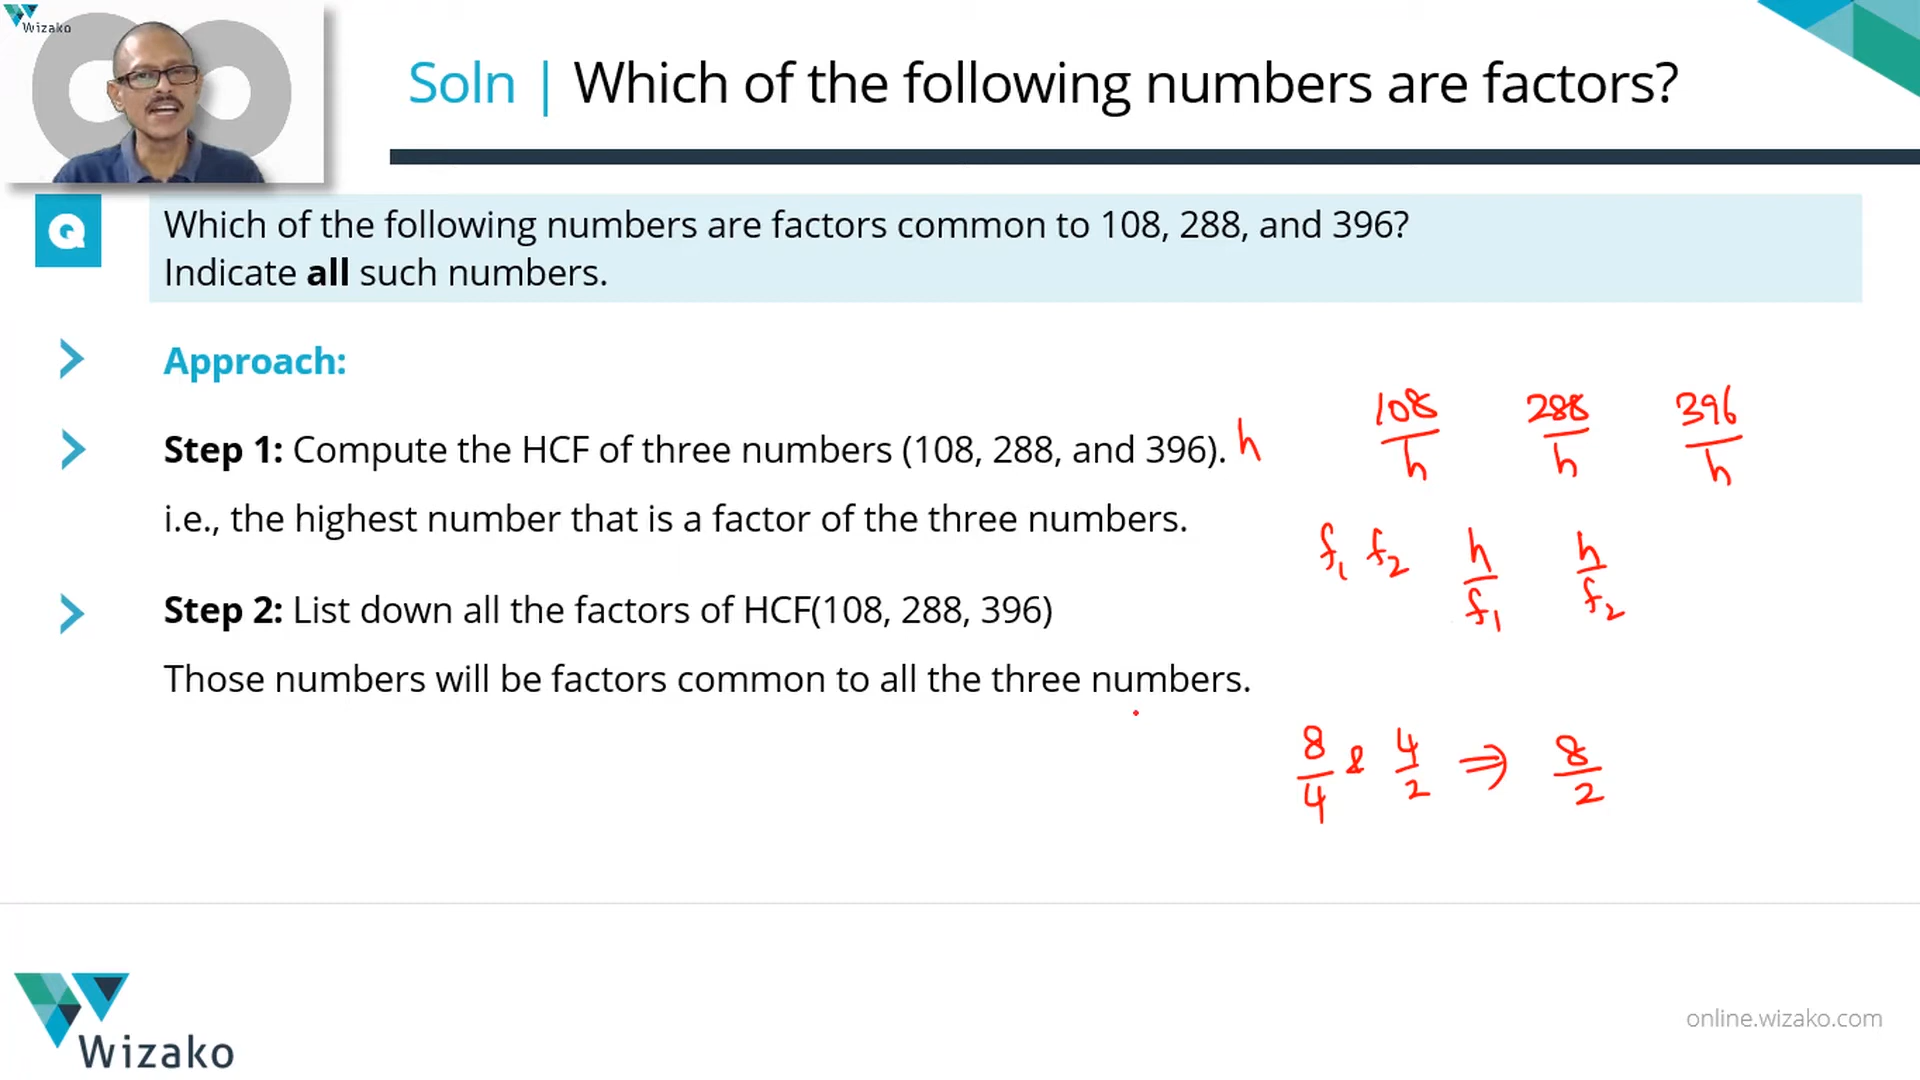 Wizako
Soln | Which of the following numbers are factors?
Q
Which of the following numbers are factors common to 108, 288, and 396?
Indicate all such numbers.
Approach:
108/h 288/h 396/h
Step 1: Compute the HCF of three numbers (108, 288, and 396). h
i.e., the highest number that is a factor of the three numbers.
f₁ f₂ h/f₁ h/f₂
Step 2: List down all the factors of HCF(108, 288, 396)
Those numbers will be factors common to all the three numbers.
8/4 & 4/2 ⇒ 8/2
Wizako
online.wizako.com